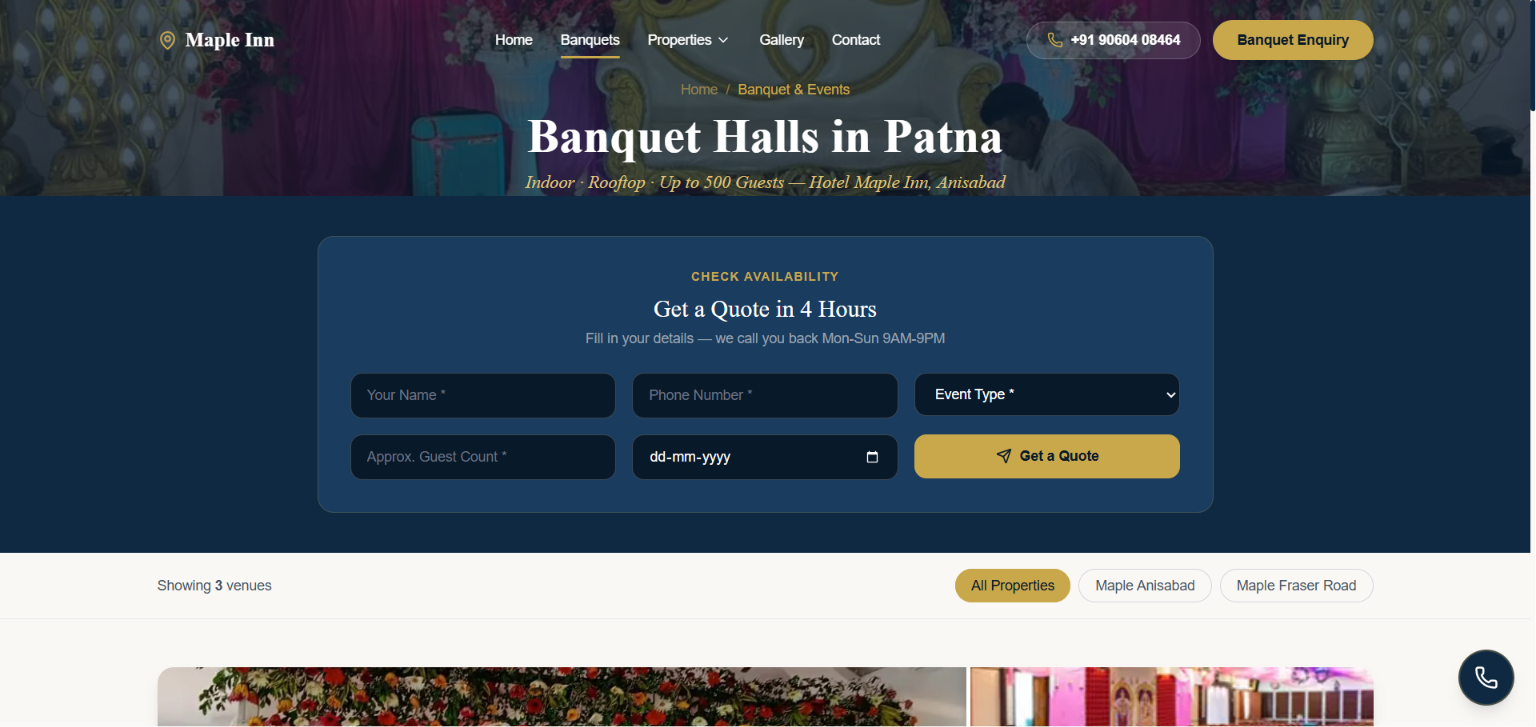 Maple Inn
Home Banquets Properties Gallery Contact
+91 90604 08464
Banquet Enquiry
Home / Banquet & Events
Banquet Halls in Patna
Indoor · Rooftop · Up to 500 Guests — Hotel Maple Inn, Anisabad
CHECK AVAILABILITY
Get a Quote in 4 Hours
Fill in your details — we call you back Mon-Sun 9AM-9PM
Your Name * Phone Number * Event Type *
Approx. Guest Count * dd-mm-yyyy Get a Quote
Showing 3 venues
All Properties Maple Anisabad Maple Fraser Road